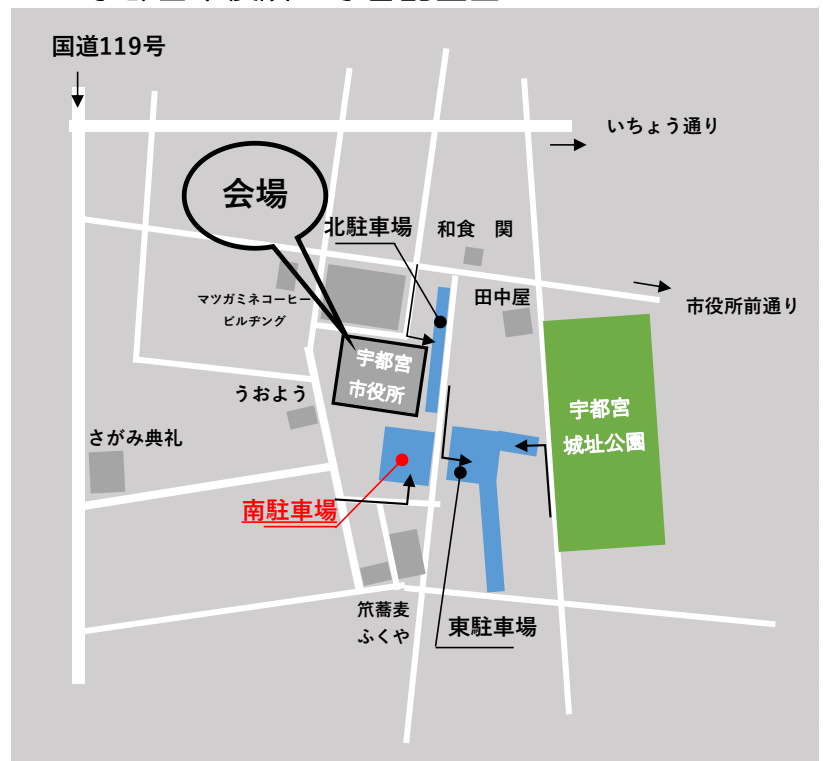 国道119号
いちょう通り
会場
北駐車場
和食　関
市役所前通り
田中屋
マツガミネコーヒー
ビルヂング
宇都宮
市役所
うおよう
さがみ典礼
宇都宮
城址公園
南駐車場
笊蕎麦
ふくや
東駐車場